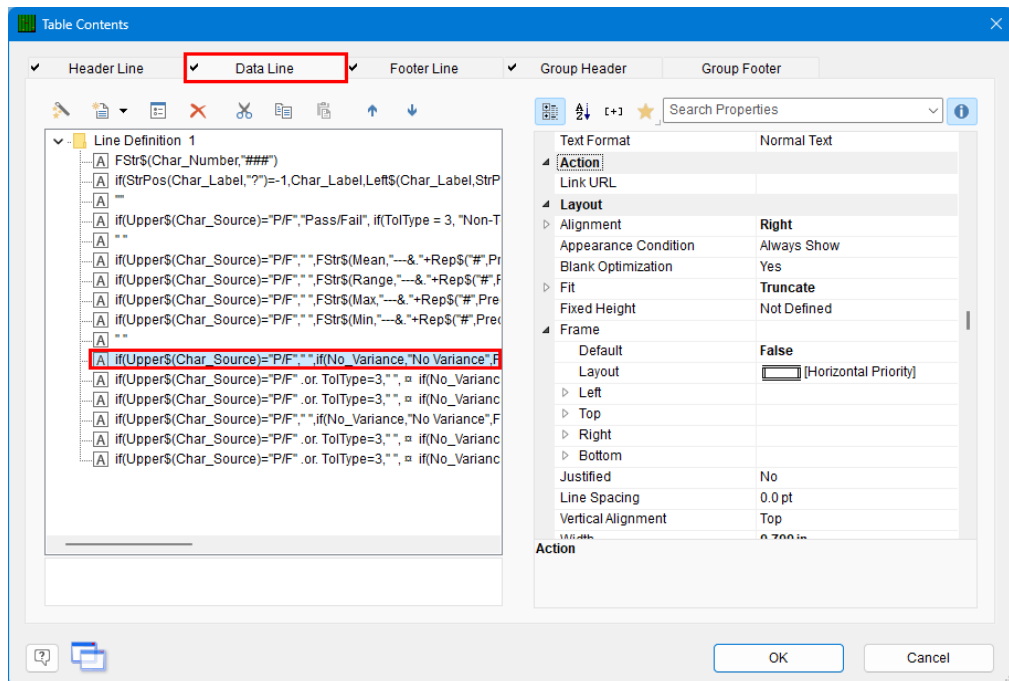 Table Contents
Header Line
Data Line
Footer Line
Group Header
Group Footer
Search Properties
Line Definition 1
FStr$(Char_Number,"###")
if(StrPos(Char_Label,"?")=-1,Char_Label,Left$(Char_Label,StrP
""
if(Upper$(Char_Source)="P/F","Pass/Fail", if(TolType = 3, "Non-T
" "
if(Upper$(Char_Source)="P/F"," ",FStr$(Mean,"---&."+Rep$("#",Pr
if(Upper$(Char_Source)="P/F"," ",FStr$(Range,"---&."+Rep$("#",F
if(Upper$(Char_Source)="P/F"," ",FStr$(Max,"---&."+Rep$("#",Pre
if(Upper$(Char_Source)="P/F"," ",FStr$(Min,"---&."+Rep$("#",Prec
" "
if(Upper$(Char_Source)="P/F"," ",if(No_Variance,"No Variance",F
if(Upper$(Char_Source)="P/F" .or. TolType=3," ", ¤ if(No_Varianc
if(Upper$(Char_Source)="P/F" .or. TolType=3," ", ¤ if(No_Varianc
if(Upper$(Char_Source)="P/F"," ",if(No_Variance,"No Variance",F
if(Upper$(Char_Source)="P/F" .or. TolType=3," ", ¤ if(No_Varianc
if(Upper$(Char_Source)="P/F" .or. TolType=3," ", ¤ if(No_Varianc
Text Format Normal Text
Action
Link URL
Layout
Alignment Right
Appearance Condition Always Show
Blank Optimization Yes
Fit Truncate
Fixed Height Not Defined
Frame
Default False
Layout [Horizontal Priority]
Left
Top
Right
Bottom
Justified No
Line Spacing 0.0 pt
Vertical Alignment Top
Width 0.700 in
Action
OK
Cancel